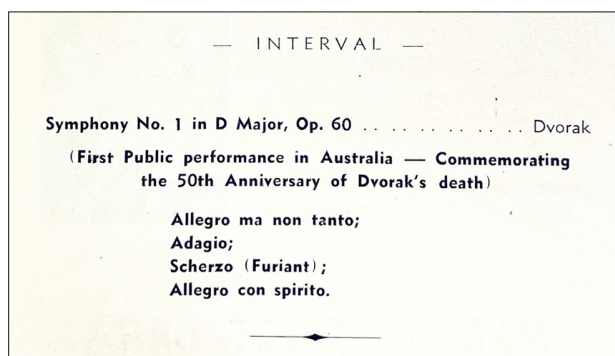 — INTERVAL —
Symphony No. 1 in D Major, Op. 60 . . . . . . . . . . . . Dvorak
(First Public performance in Australia — Commemorating
the 50th Anniversary of Dvorak's death)
Allegro ma non tanto;
Adagio;
Scherzo (Furiant);
Allegro con spirito.